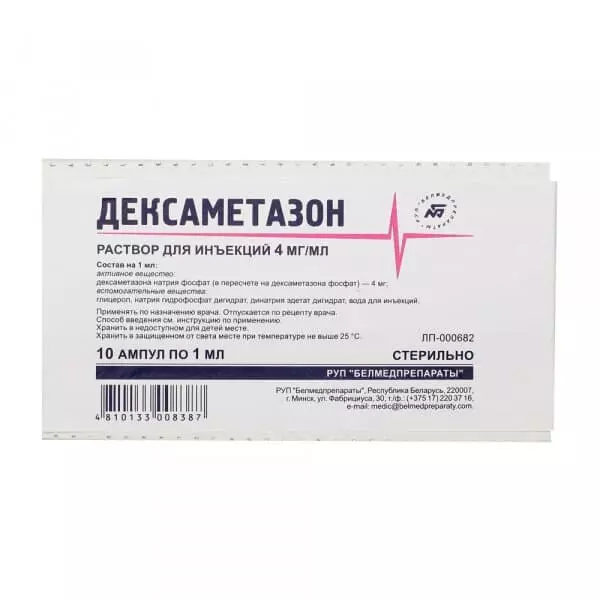 ДЕКСАМЕТАЗОН
РУП "БЕЛМЕДПРЕПАРАТЫ"
РАСТВОР ДЛЯ ИНЪЕКЦИЙ 4 МГ/МЛ
Состав на 1 мл:
активное вещество:
дексаметазона натрия фосфат (в пересчете на дексаметазона фосфат) — 4 мг;
вспомогательные вещества:
глицерол, натрия гидрофосфат дигидрат, динатрия эдетат дигидрат, вода для инъекций.
Применять по назначению врача. Отпускается по рецепту врача.
Способ введения см. инструкцию по применению.
Хранить в недоступном для детей месте.
Хранить в защищенном от света месте при температуре не выше 25 °С.
ЛП-000682
10 АМПУЛ ПО 1 МЛ
СТЕРИЛЬНО
РУП "БЕЛМЕДПРЕПАРАТЫ"
РУП "Белмедпрепараты", Республика Беларусь, 220007,
г. Минск, ул. Фабрициуса, 30, т./ф.: (+375 17) 220 37 16,
e-mail: medic@belmedpreparaty.com
4 810133 008387